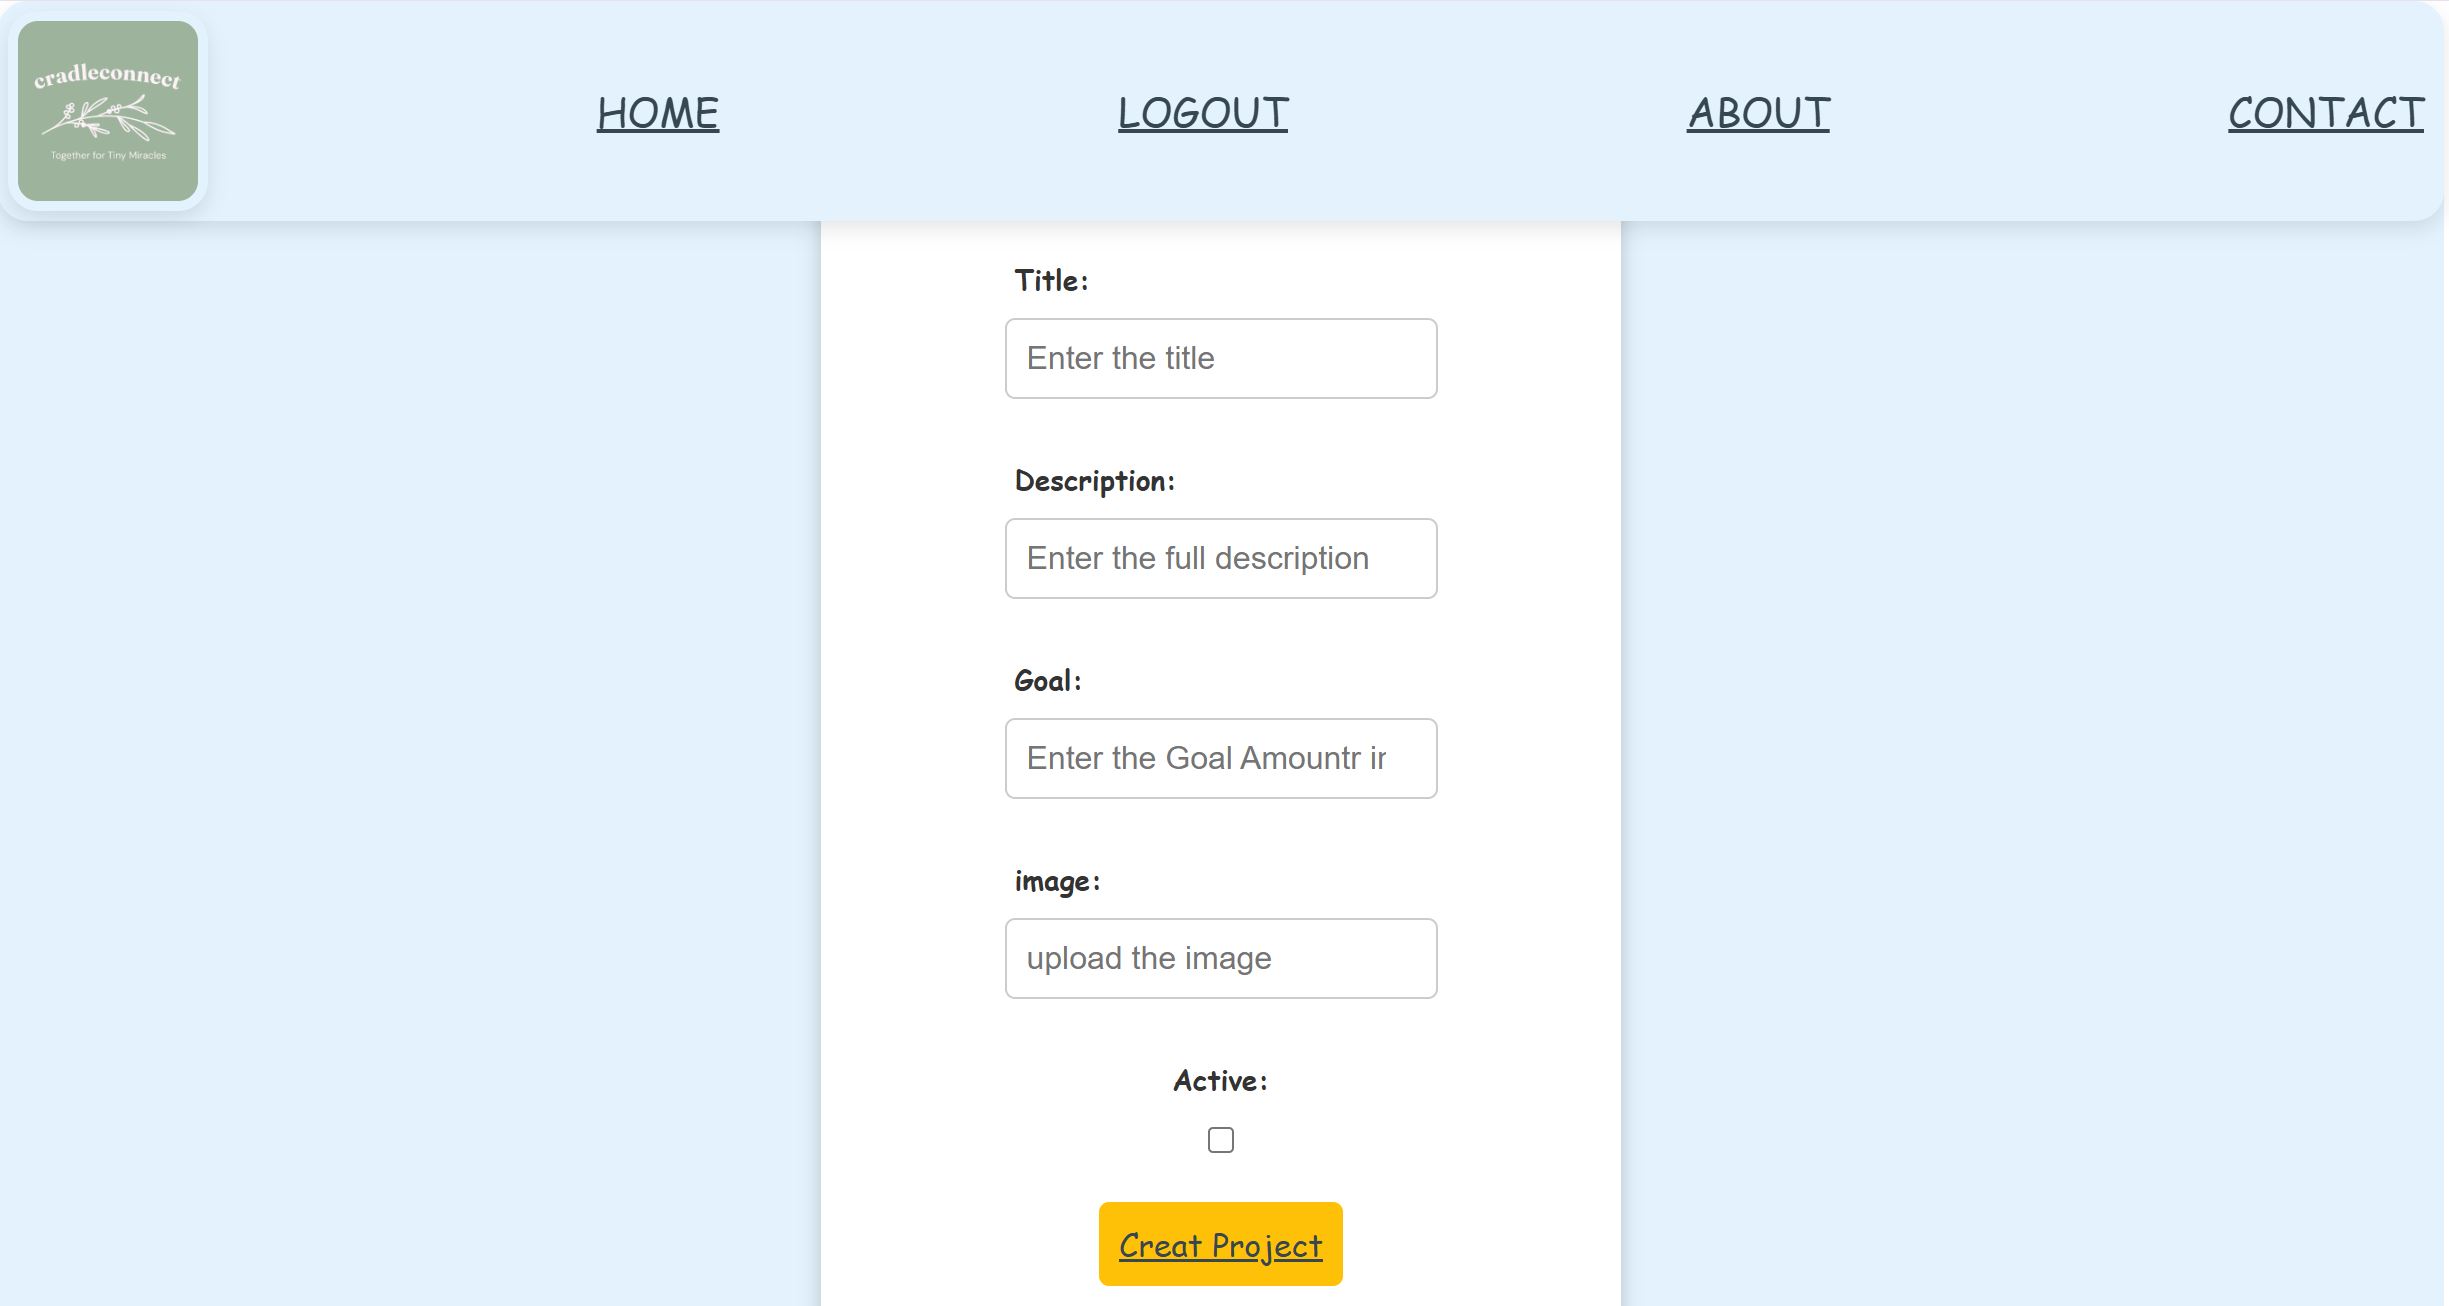 cradleconnect
Together for Tiny Miracles
HOME
LOGOUT
ABOUT
CONTACT
Title:
Enter the title
Description:
Enter the full description
Goal:
Enter the Goal Amountr
image:
upload the image
Active:
Creat Project